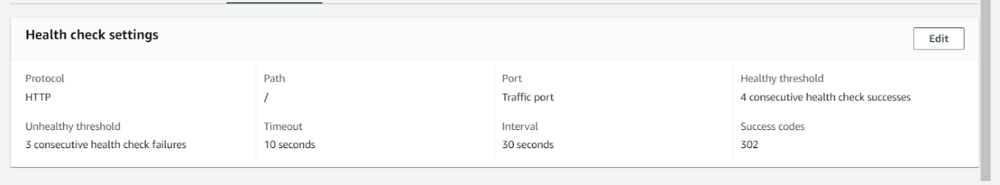 Health check settings
Edit
Protocol
HTTP
Path
/
Port
Traffic port
Healthy threshold
4 consecutive health check successes
Unhealthy threshold
3 consecutive health check failures
Timeout
10 seconds
Interval
30 seconds
Success codes
302